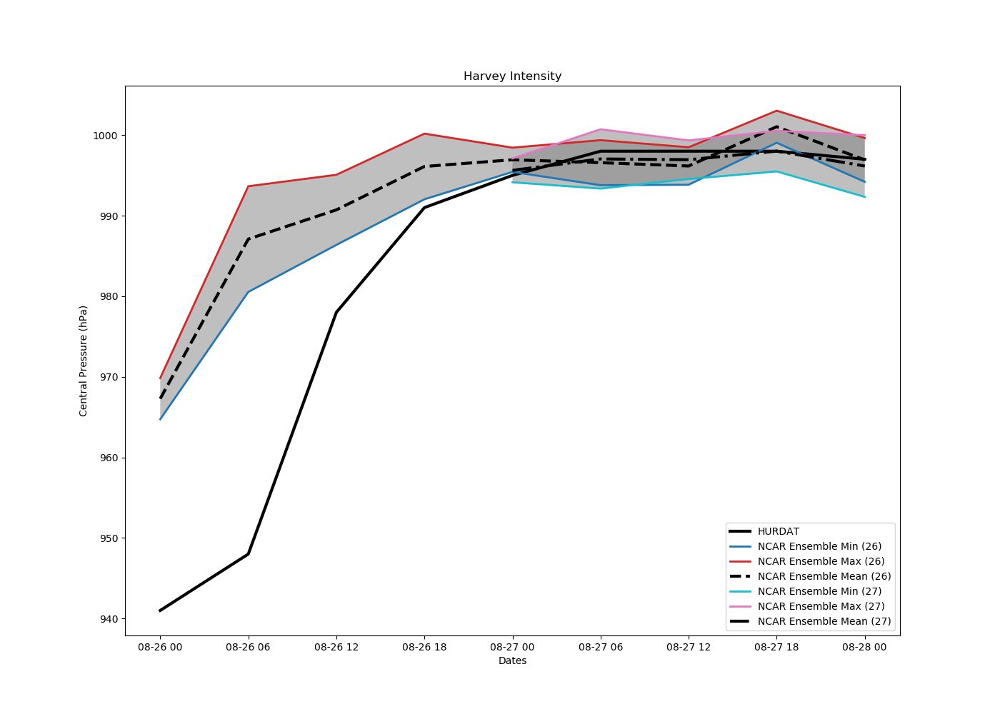 Harvey Intensity
Central Pressure (hPa)
1000
990
980
970
960
950
940
HURDAT
NCAR Ensemble Min (26)
NCAR Ensemble Max (26)
NCAR Ensemble Mean (26)
NCAR Ensemble Min (27)
NCAR Ensemble Max (27)
NCAR Ensemble Mean (27)
08-26 00 08-26 06 08-26 12 08-26 18 08-27 00 08-27 06 08-27 12 08-27 18 08-28 00
Dates